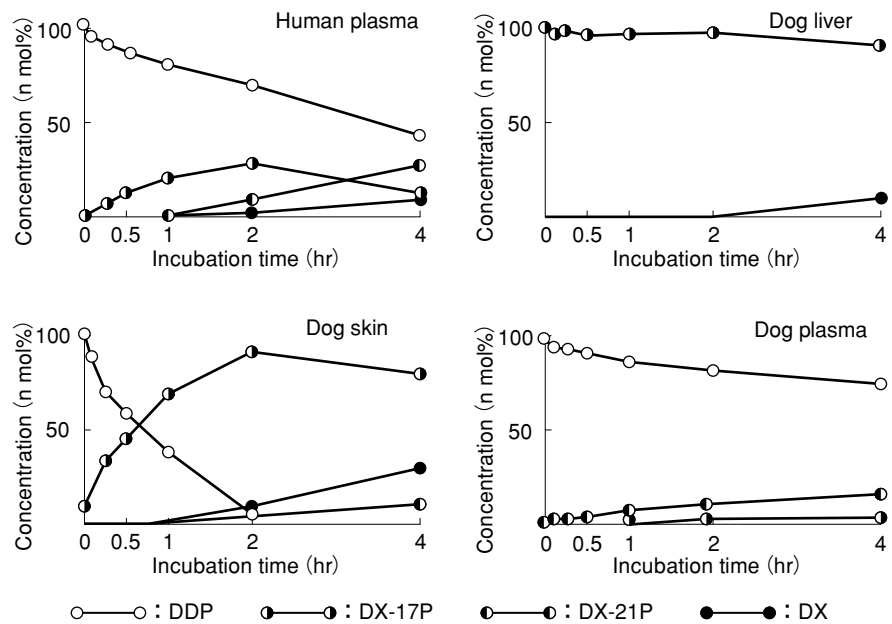 Human plasma
Concentration (n mol%)
100
50
0 0.5 1 2 4
Incubation time (hr)
Dog liver
Concentration (n mol%)
100
50
0 0.5 1 2 4
Incubation time (hr)
Dog skin
Concentration (n mol%)
100
50
0 0.5 1 2 4
Incubation time (hr)
Dog plasma
Concentration (n mol%)
100
50
0 0.5 1 2 4
Incubation time (hr)
: DDP : DX-17P : DX-21P : DX